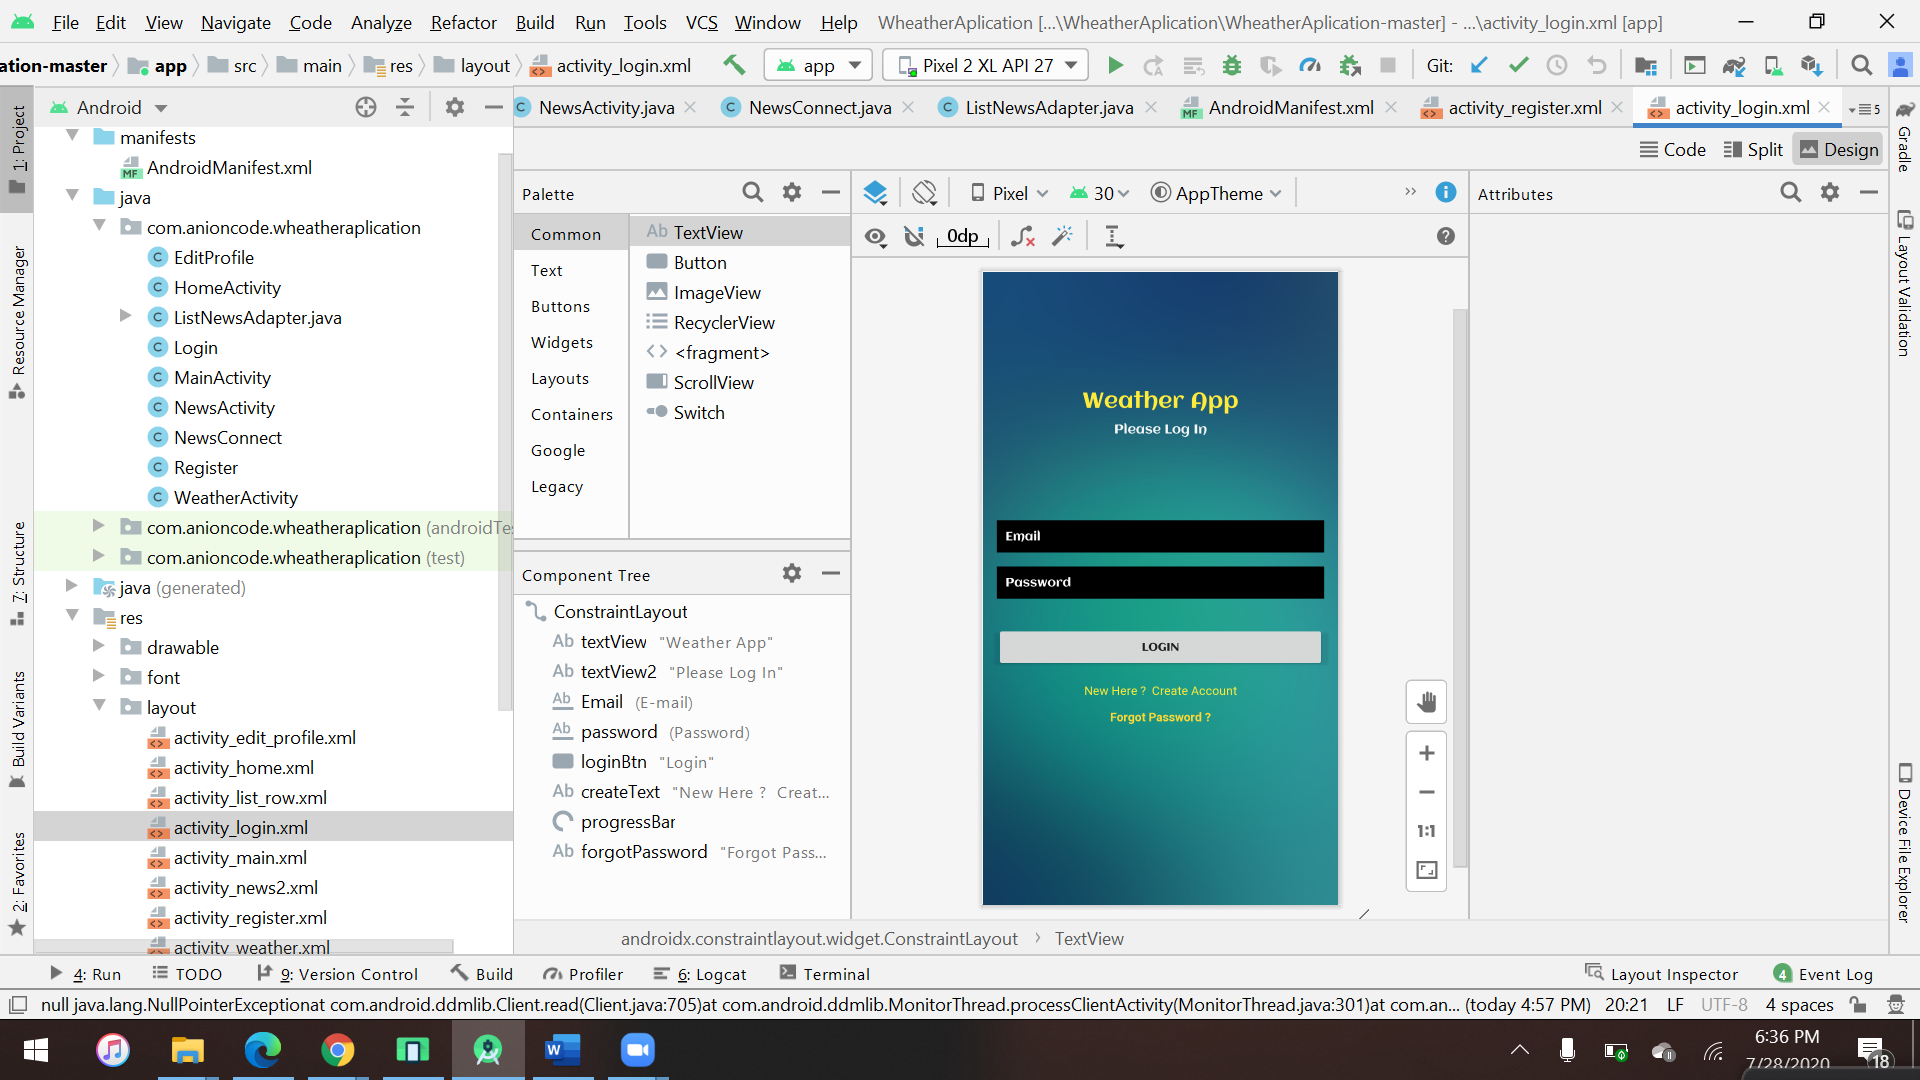 File Edit View Navigate Code Analyze Refactor Build Run Tools VCS Window Help WheatherAplication [...\WheatherAplication\WheatherAplication-master] - ...\activity_login.xml [app]
ation-master app src main res layout activity_login.xml app Pixel 2 XL API 27 Git:
Android NewsActivity.java NewsConnect.java ListNewsAdapter.java AndroidManifest.xml activity_register.xml activity_login.xml 5
Code Split Design
1: Project
Resource Manager
7: Structure
Build Variants
2: Favorites
manifests
AndroidManifest.xml
java
com.anioncode.wheatheraplication
EditProfile
HomeActivity
ListNewsAdapter.java
Login
MainActivity
NewsActivity
NewsConnect
Register
WeatherActivity
com.anioncode.wheatheraplication (androidTes
com.anioncode.wheatheraplication (test)
java (generated)
res
drawable
font
layout
activity_edit_profile.xml
activity_home.xml
activity_list_row.xml
activity_login.xml
activity_main.xml
activity_news2.xml
activity_register.xml
activity_weather.xml
Palette
Common
Text
Buttons
Widgets
Layouts
Containers
Google
Legacy
Ab TextView
Button
ImageView
RecyclerView
<fragment>
ScrollView
Switch
Component Tree
ConstraintLayout
Ab textView "Weather App"
Ab textView2 "Please Log In"
Ab Email (E-mail)
Ab password (Password)
loginBtn "Login"
Ab createText "New Here ? Creat...
progressBar
Ab forgotPassword "Forgot Pass...
Pixel 30 AppTheme
0dp
Weather App
Please Log In
Email
Password
LOGIN
New Here ? Create Account
Forgot Password ?
1:1
Attributes
Gradle
Layout Validation
Device File Explorer
androidx.constraintlayout.widget.ConstraintLayout TextView
4: Run TODO 9: Version Control Build Profiler 6: Logcat Terminal Layout Inspector 4 Event Log
null java.lang.NullPointerExceptionat com.android.ddmlib.Client.read(Client.java:705)at com.android.ddmlib.MonitorThread.processClientActivity(MonitorThread.java:301)at com.an... (today 4:57 PM) 20:21 LF UTF-8 4 spaces
6:36 PM
7/28/2020
18